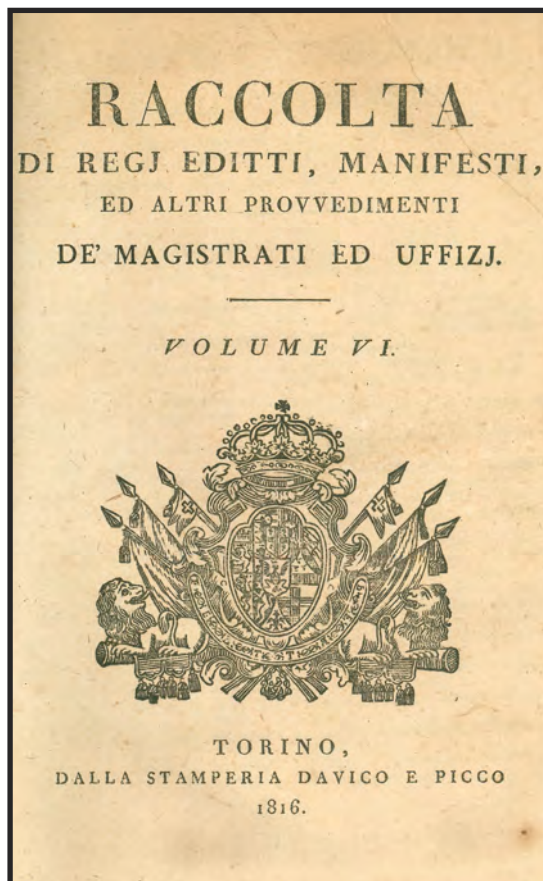 RACCOLTA
DI REGJ EDITTI, MANIFESTI,
ED ALTRI PROVVEDIMENTI
DE' MAGISTRATI ED UFFIZJ.
VOLUME VI.
TORINO,
DALLA STAMPERIA DAVICO E PICCO
1816.